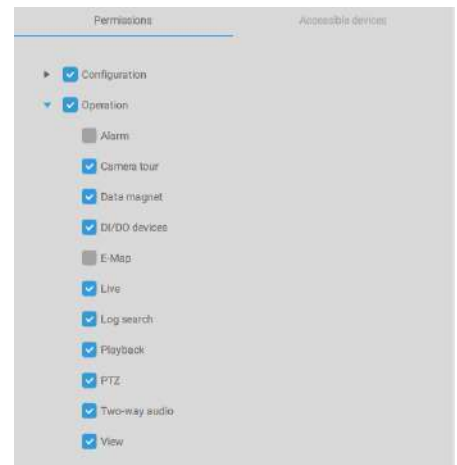 Permissions
Accessible devices
Configuration
Operation
Alarm
Camera tour
Data magnet
DI/DO devices
E-Map
Live
Log search
Playback
PTZ
Two-way audio
View